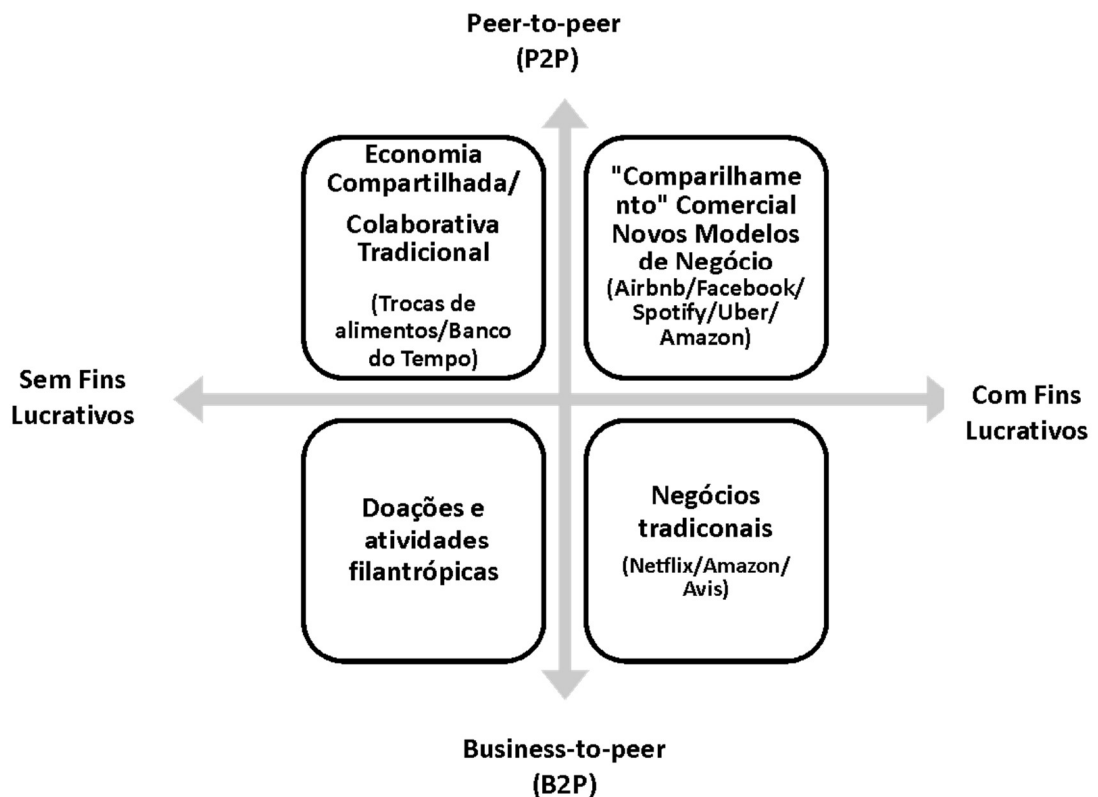 Peer-to-peer
(P2P)
Economia
Compartilhada/
Colaborativa
Tradicional
(Trocas de
alimentos/Banco
do Tempo)
"Comparilhame
nto" Comercial
Novos Modelos
de Negócio
(Airbnb/Facebook/
Spotify/Uber/
Amazon)
Sem Fins
Lucrativos
Com Fins
Lucrativos
Doações e
atividades
filantrópicas
Negócios
tradiconais
(Netflix/Amazon/
Avis)
Business-to-peer
(B2P)